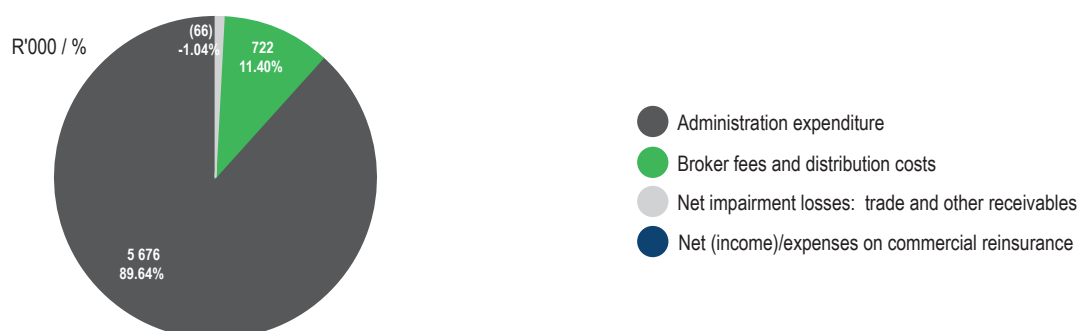 R'000 / %
(66)
-1.04%
722
11.40%
5 676
89.64%
Administration expenditure
Broker fees and distribution costs
Net impairment losses: trade and other receivables
Net (income)/expenses on commercial reinsurance